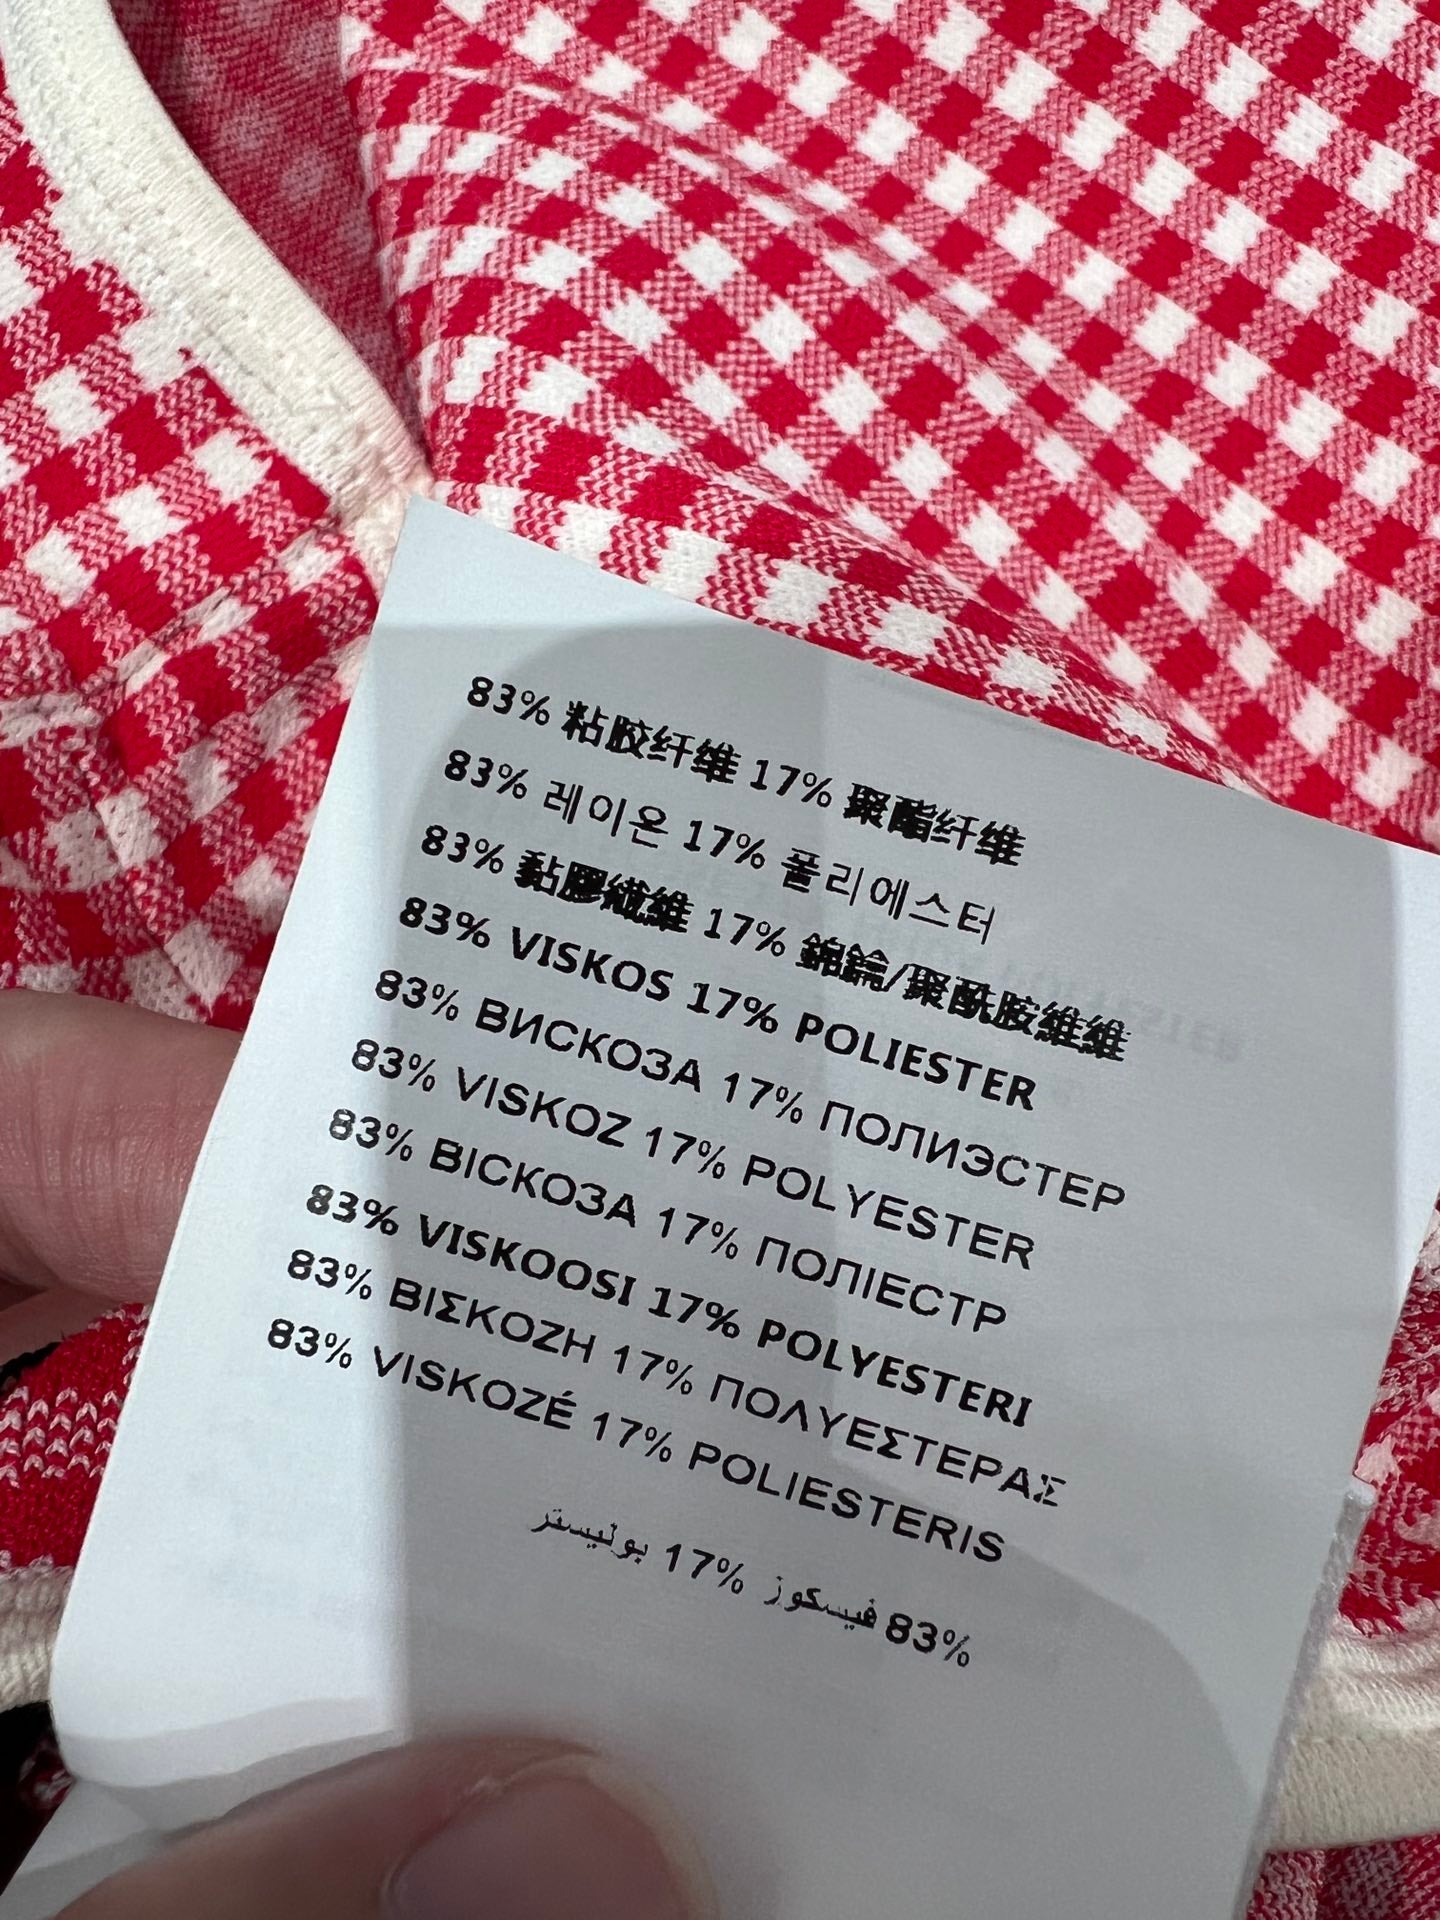 83% 粘胶纤维 17% 聚酯纤维
83% 레이온 17% 폴리에스터
83% 黏膠纖維 17% 錦綸/聚酰胺維維
83% VISKOS 17% POLIESTER
83% ВИСКОЗА 17% ПОЛИЭСТЕР
83% VISKOZ 17% POLYESTER
83% ВІСКОЗА 17% ПОЛІЕСТР
83% VISKOOSI 17% POLYESTERI
83% ΒΙΣΚΟΖΗ 17% ΠΟΛΥΕΣΤΕΡΑΣ
83% VISKOZÉ 17% POLIESTERIS
83% فيسكوز 17% بوليستر